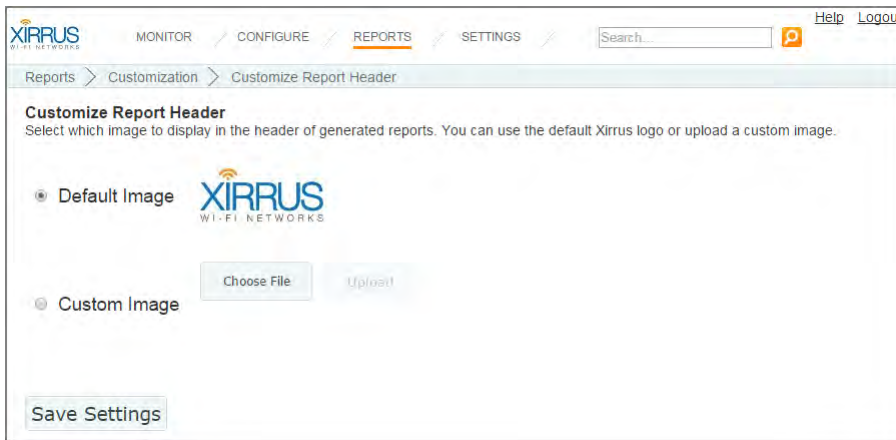 Help Logou
XIRRUS
WI-FI NETWORKS
MONITOR CONFIGURE REPORTS SETTINGS
Search...
Reports Customization Customize Report Header
Customize Report Header
Select which image to display in the header of generated reports. You can use the default Xirrus logo or upload a custom image.
Default Image
XIRRUS
WI-FI NETWORKS
Choose File Upload
Custom Image
Save Settings